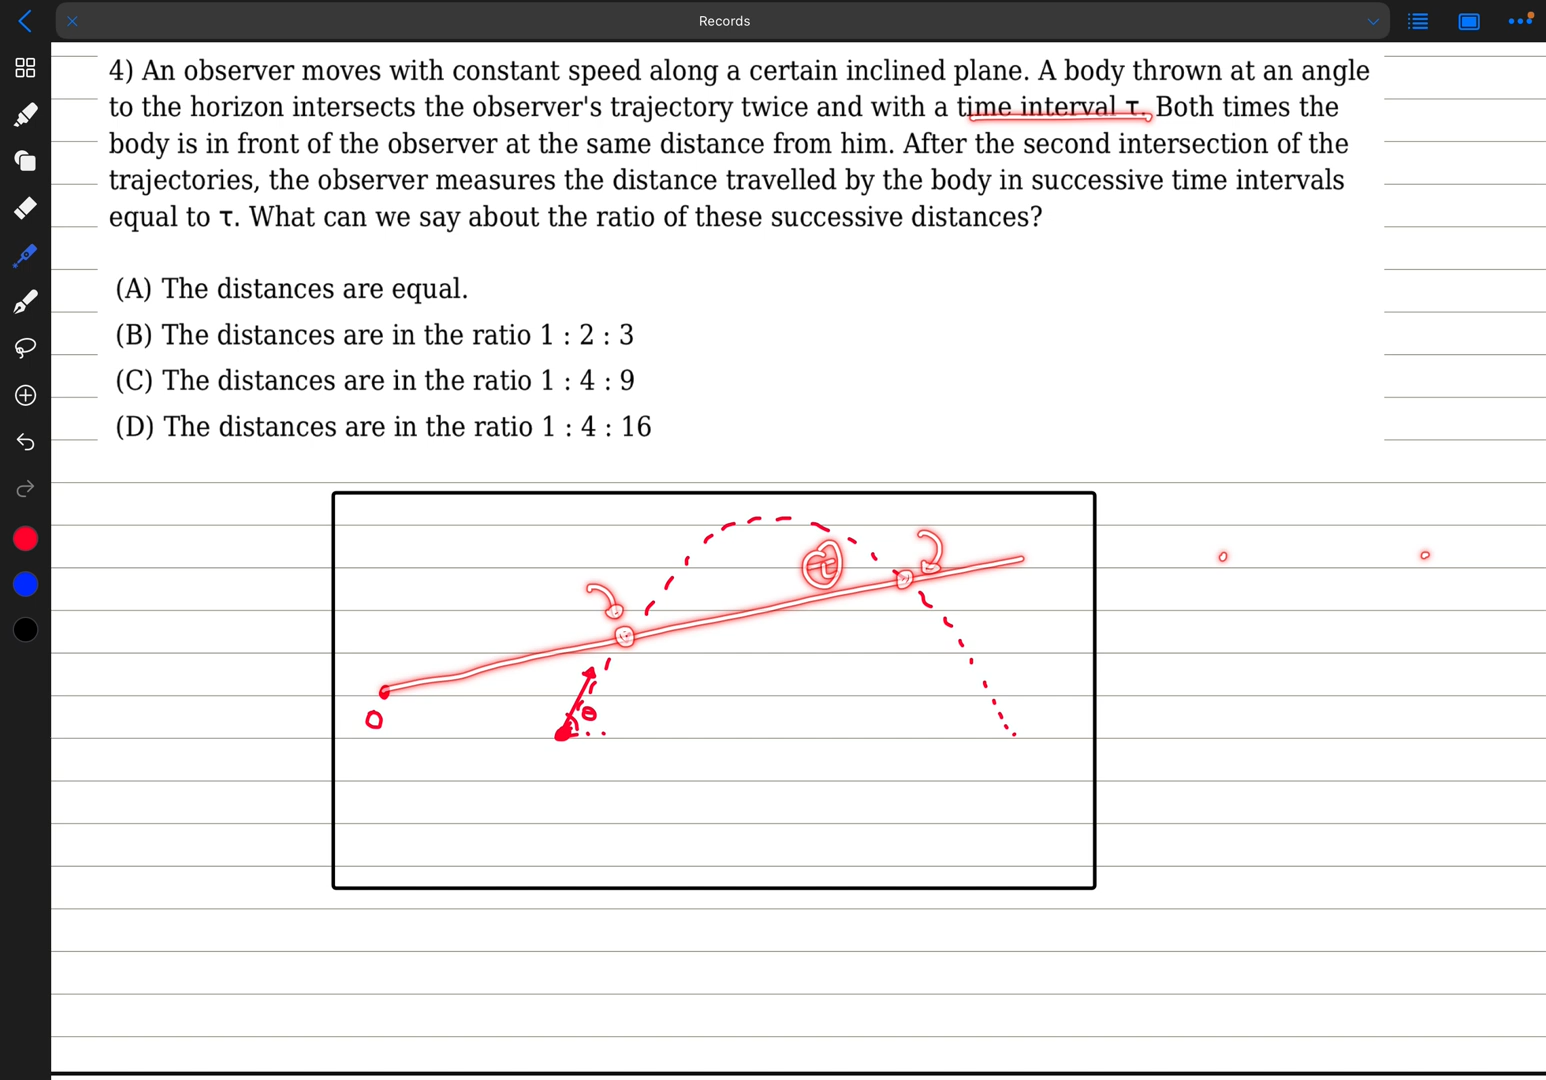 Records
4) An observer moves with constant speed along a certain inclined plane. A body thrown at an angle
to the horizon intersects the observer's trajectory twice and with a time interval τ. Both times the
body is in front of the observer at the same distance from him. After the second intersection of the
trajectories, the observer measures the distance travelled by the body in successive time intervals
equal to τ. What can we say about the ratio of these successive distances?
(A) The distances are equal.
(B) The distances are in the ratio 1 : 2 : 3
(C) The distances are in the ratio 1 : 4 : 9
(D) The distances are in the ratio 1 : 4 : 16
τ
θ
O